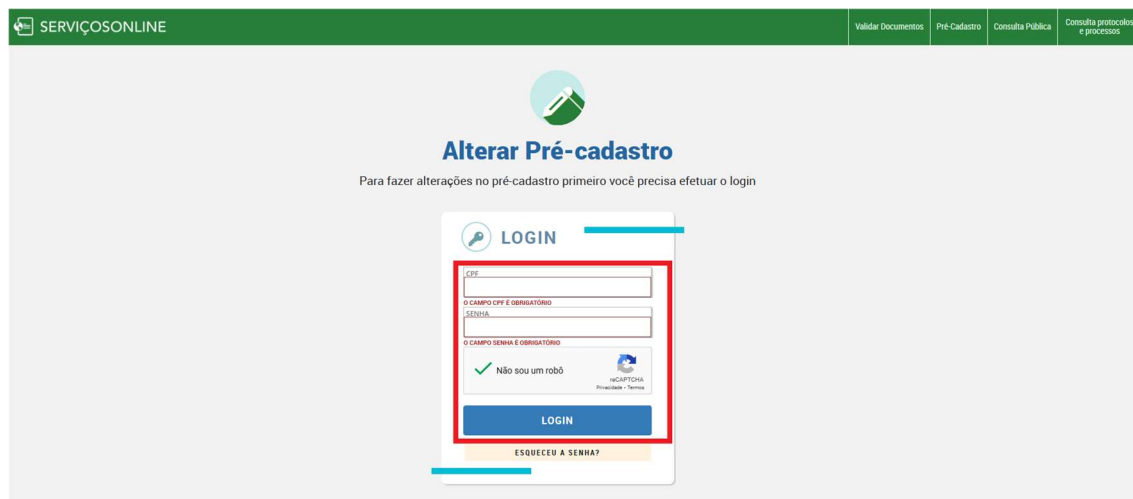 SERVIÇOSONLINE
Validar Documentos
Pré-Cadastro
Consulta Pública
Consulta protocolos
e processos
Alterar Pré-cadastro
Para fazer alterações no pré-cadastro primeiro você precisa efetuar o login
LOGIN
CPF
O CAMPO CPF É OBRIGATÓRIO
SENHA
O CAMPO SENHA É OBRIGATÓRIO
Não sou um robô
reCAPTCHA
Privacidade - Termos
LOGIN
ESQUECEU A SENHA?